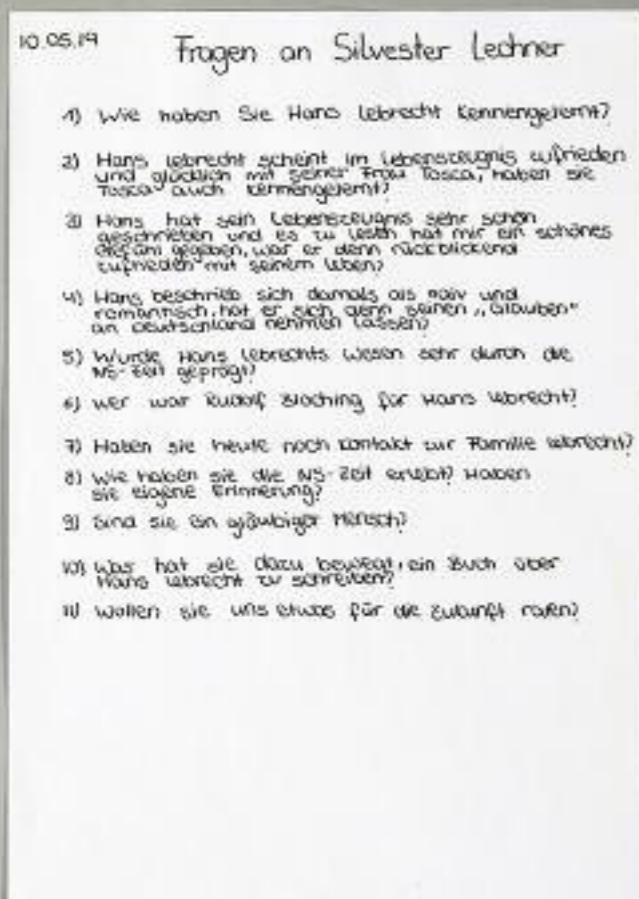 10.05.19
Fragen an Silvester Lechner
1) Wie haben Sie Hans Lebrecht kennengelernt?
2) Hans Lebrecht scheint im Lebenszeugnis zufrieden
und glücklich mit seiner Frau Tosca, haben sie
Tosca auch kennengelernt?
3) Hans hat sein Lebenszeugnis sehr schön
geschrieben und es zu lesen hat mir ein schönes
Gefühl gegeben, war er denn rückblickend
zufrieden mit seinem Leben?
4) Hans beschrieb sich damals als naiv und
romantisch, hat er sich denn seinen „Glauben"
an Deutschland nehmen lassen?
5) Wurde Hans Lebrechts Wesen sehr durch die
NS-Zeit geprägt?
6) Wer war Rudolf Bloching für Hans Lebrecht?
7) Haben sie heute noch Kontakt zur Familie Lebrecht?
8) Wie haben sie die NS-Zeit erlebt? Haben
sie eigene Erinnerung?
9) Sind sie ein gläubiger Mensch?
10) Was hat sie dazu bewegt, ein Buch über
Hans Lebrecht zu schreiben?
11) Wollen sie uns etwas für die Zukunft raten?